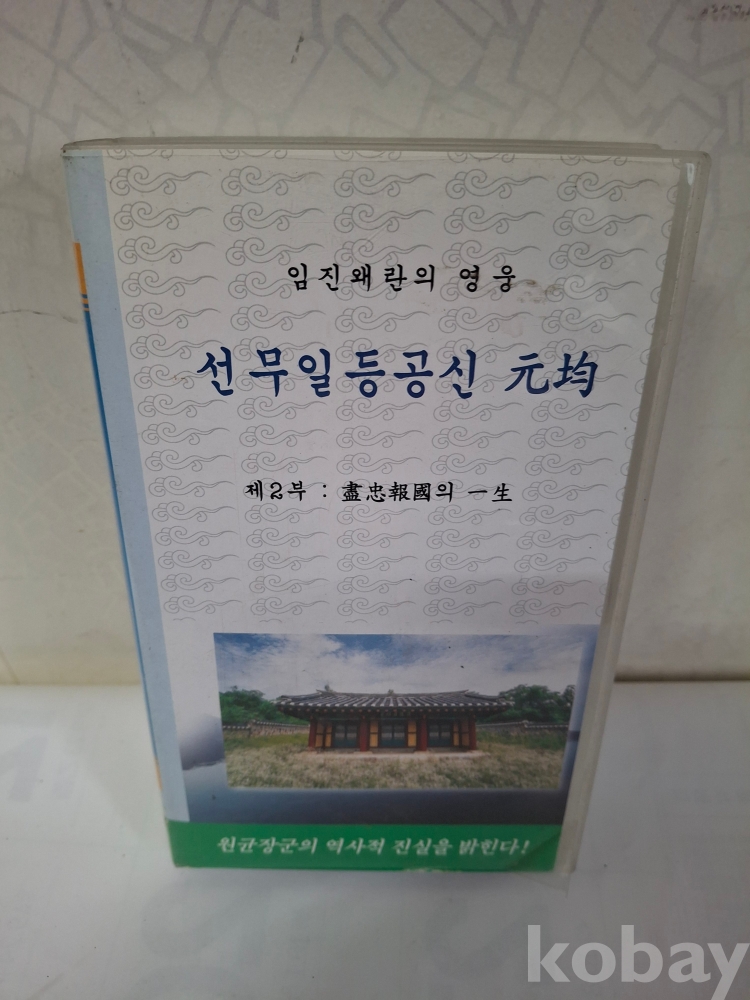 임진왜란의 영웅
선무일등공신 元均
제2부 : 盡忠報國의 一生
원균장군의 역사적 진실을 밝힌다!
kobay